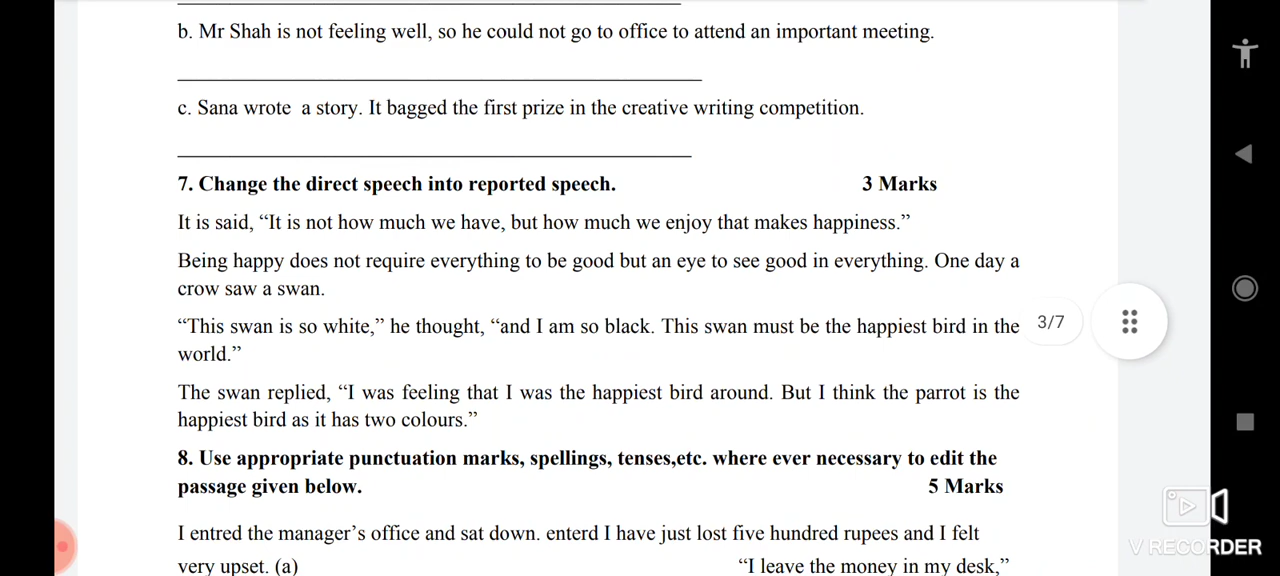 b. Mr Shah is not feeling well, so he could not go to office to attend an important meeting.
c. Sana wrote  a story. It bagged the first prize in the creative writing competition.
7. Change the direct speech into reported speech. 3 Marks
It is said, “It is not how much we have, but how much we enjoy that makes happiness.”
Being happy does not require everything to be good but an eye to see good in everything. One day a
crow saw a swan.
“This swan is so white,” he thought, “and I am so black. This swan must be the happiest bird in the
world.”
3/7
The swan replied, “I was feeling that I was the happiest bird around. But I think the parrot is the
happiest bird as it has two colours.”
8. Use appropriate punctuation marks, spellings, tenses,etc. where ever necessary to edit the
passage given below. 5 Marks
I entred the manager’s office and sat down. enterd I have just lost five hundred rupees and I felt
very upset. (a) “I leave the money in my desk,”
V RECORDER